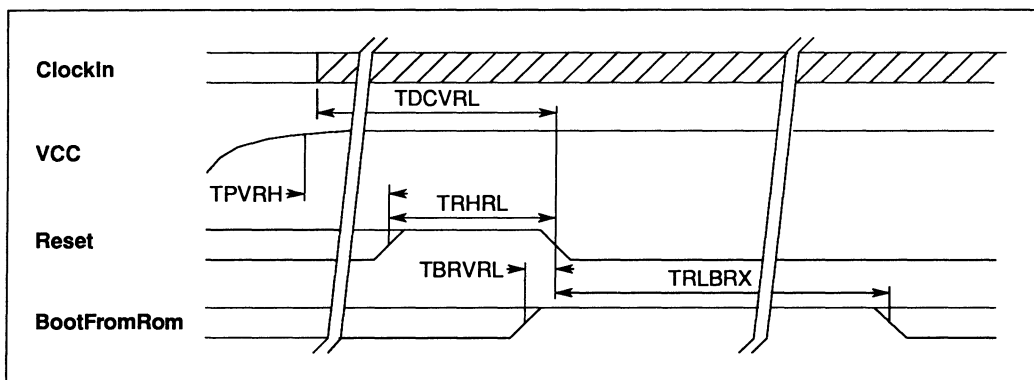 ClockIn
TDCVRL
VCC
TPVRH
TRHRL
Reset
TBRVRL
TRLBRX
BootFromRom